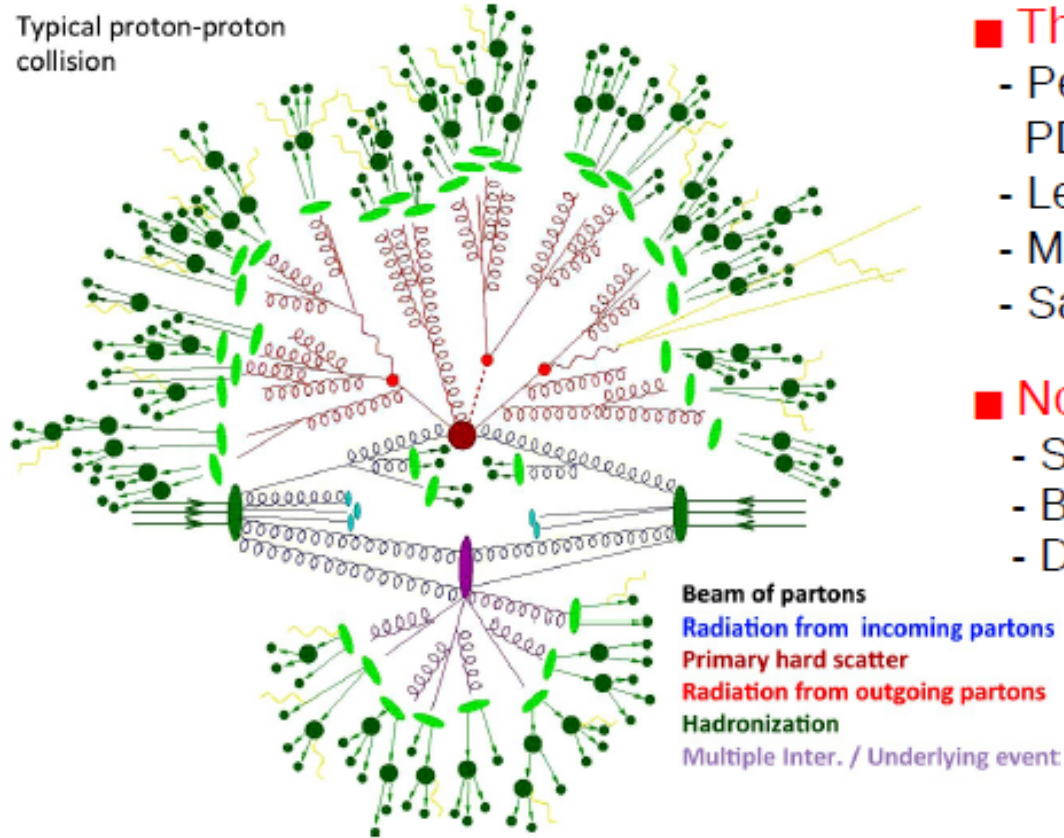 Typical proton-proton
collision
■ Th
- Pe
PD
- Le
- M
- Sa
■ No
- S
- B
- D
Beam of partons
Radiation from incoming partons
Primary hard scatter
Radiation from outgoing partons
Hadronization
Multiple Inter. / Underlying event